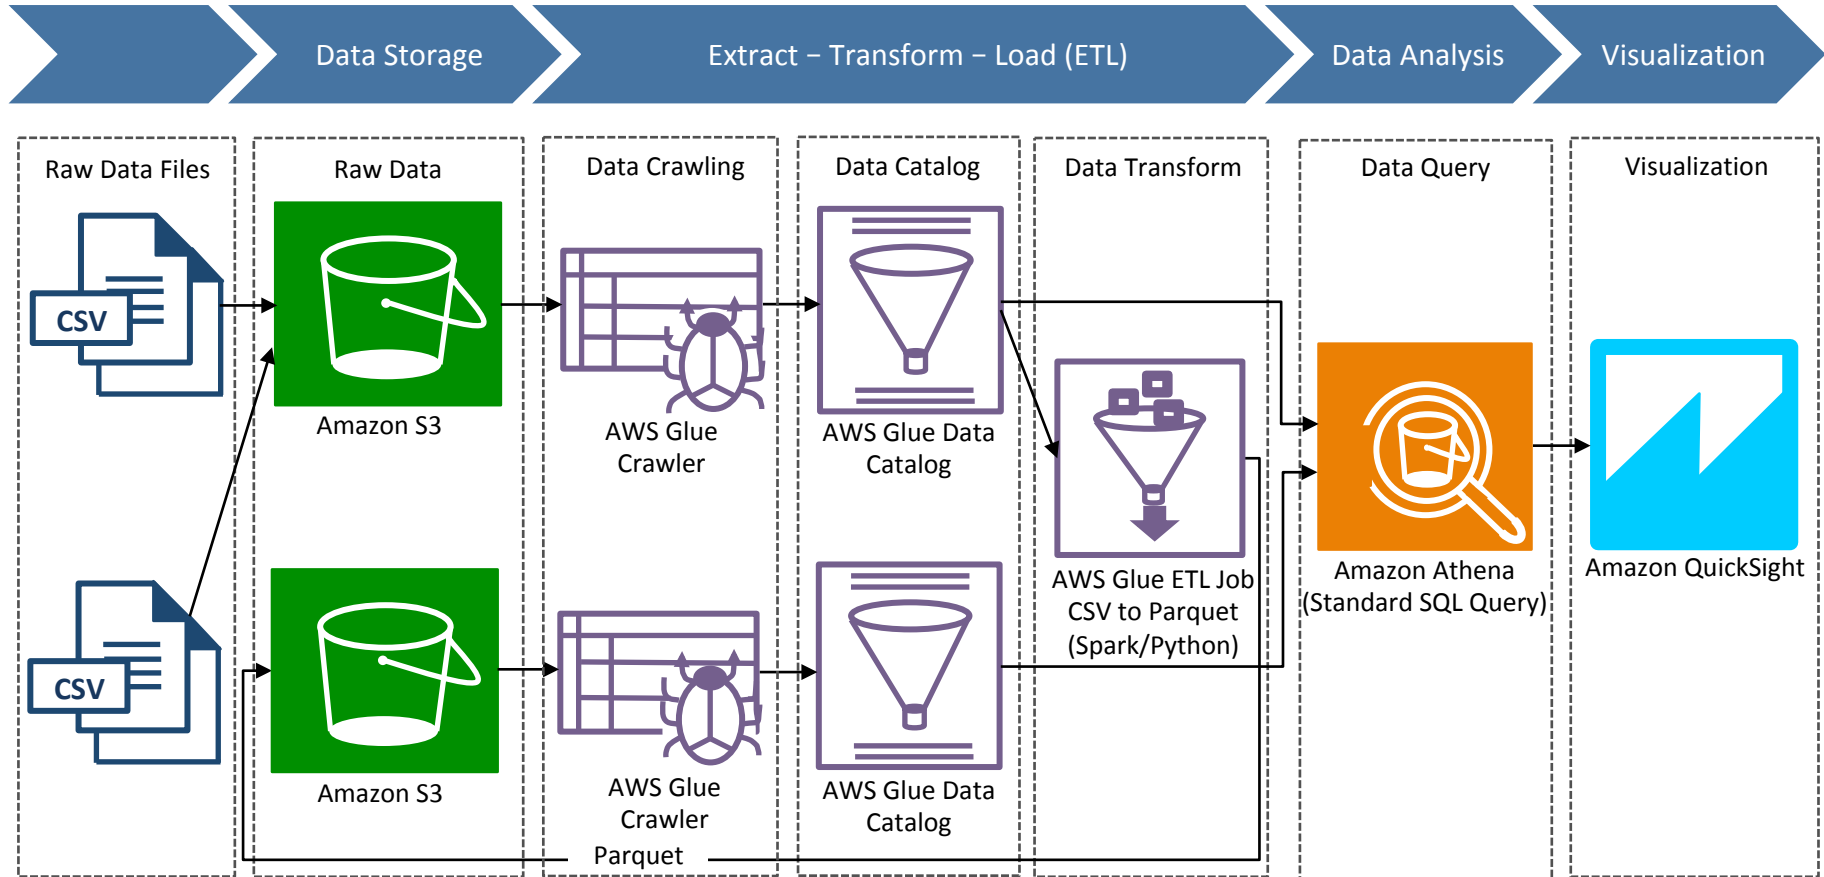 Data Storage
Extract – Transform – Load (ETL)
Data Analysis
Visualization
Raw Data Files
Raw Data
Data Crawling
Data Catalog
Data Transform
Data Query
Visualization
CSV
Amazon S3
AWS Glue
Crawler
AWS Glue Data
Catalog
AWS Glue ETL Job
CSV to Parquet
(Spark/Python)
Amazon Athena
(Standard SQL Query)
Amazon QuickSight
CSV
Amazon S3
AWS Glue
Crawler
AWS Glue Data
Catalog
Parquet